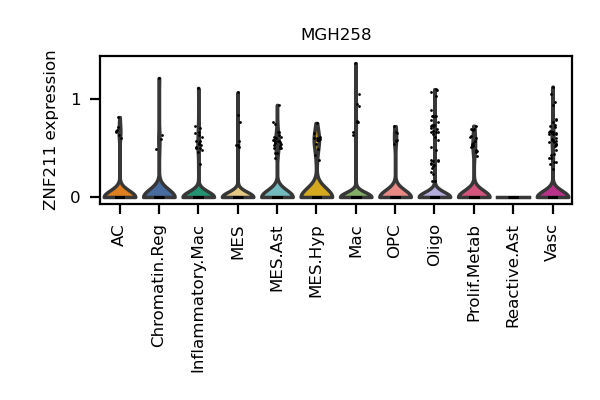 MGH258
ZNF211 expression
1
0
AC
Chromatin.Reg
Inflammatory.Mac
MES
MES.Ast
MES.Hyp
Mac
OPC
Oligo
Prolif.Metab
Reactive.Ast
Vasc